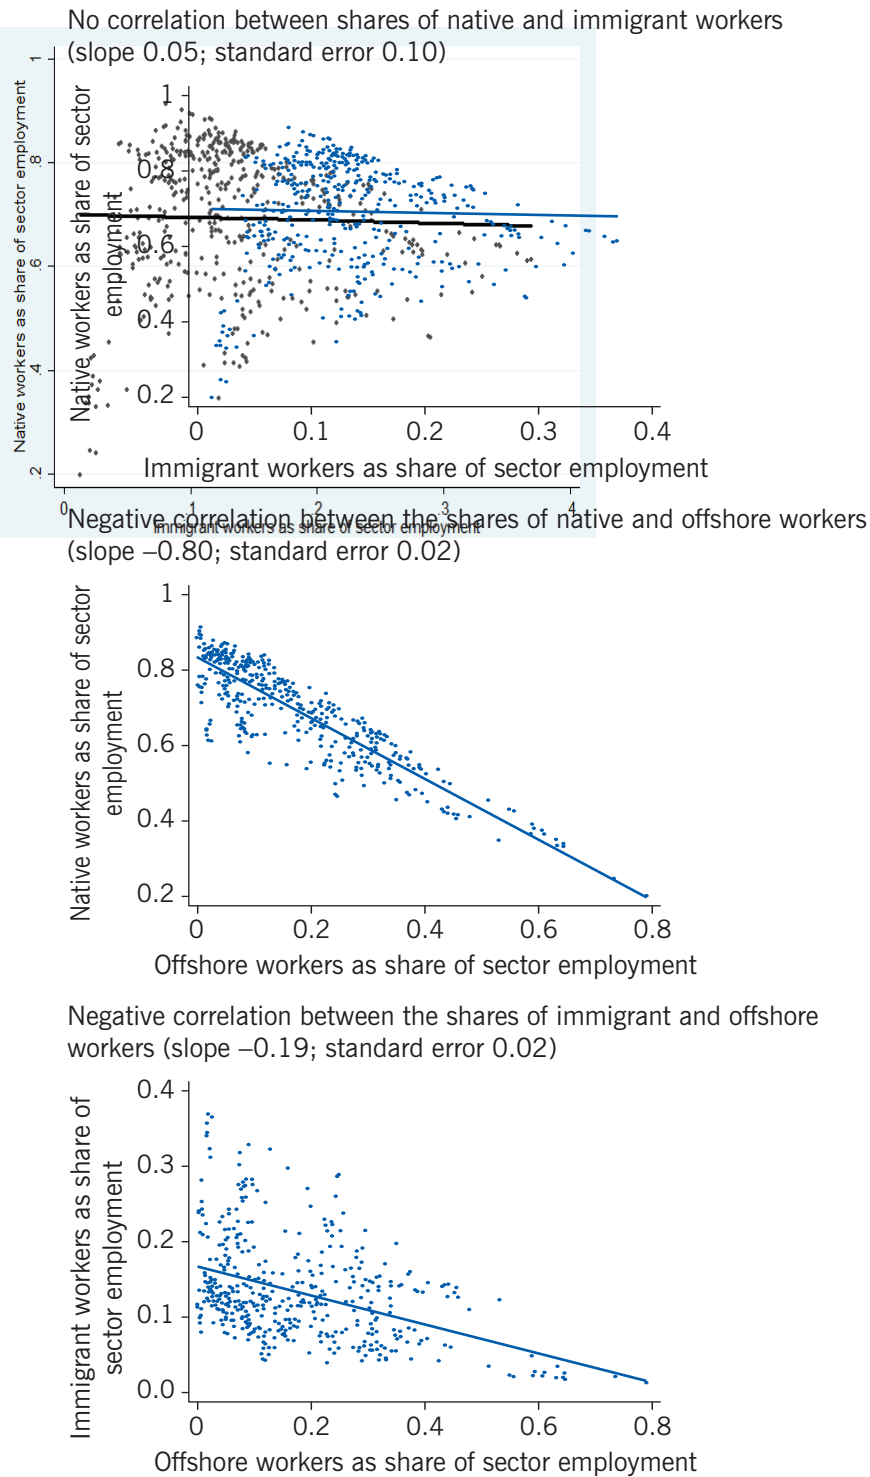 No correlation between shares of native and immigrant workers
(slope 0.05; standard error 0.10)
Native workers as share of sector employment
1
.8
.6
.4
.2
0
.1
.2
.3
.4
Immigrant workers as share of sector employment
Native workers as share of sector
employment
1
0.8
0.6
0.4
0.2
0
0.1
0.2
0.3
0.4
Immigrant workers as share of sector employment
Negative correlation between the shares of native and offshore workers
(slope –0.80; standard error 0.02)
Native workers as share of sector
employment
1
0.8
0.6
0.4
0.2
0
0.2
0.4
0.6
0.8
Offshore workers as share of sector employment
Negative correlation between the shares of immigrant and offshore
workers (slope –0.19; standard error 0.02)
Immigrant workers as share of
sector employment
0.4
0.3
0.2
0.1
0.0
0
0.2
0.4
0.6
0.8
Offshore workers as share of sector employment